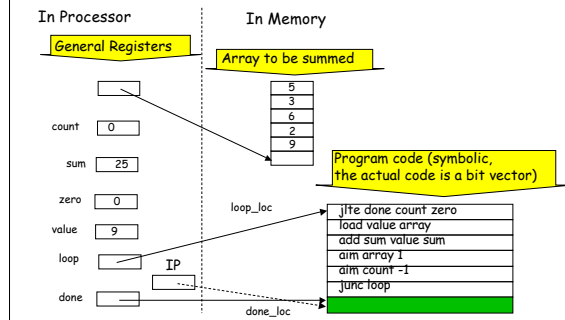 In Processor
In Memory
General Registers
Array to be summed
5
3
6
2
9
count 0
sum 25
zero 0
value 9
loop
IP
done
loop_loc
done_loc
Program code (symbolic,
the actual code is a bit vector)
jlte done count zero
load value array
add sum value sum
aim array 1
aim count -1
junc loop